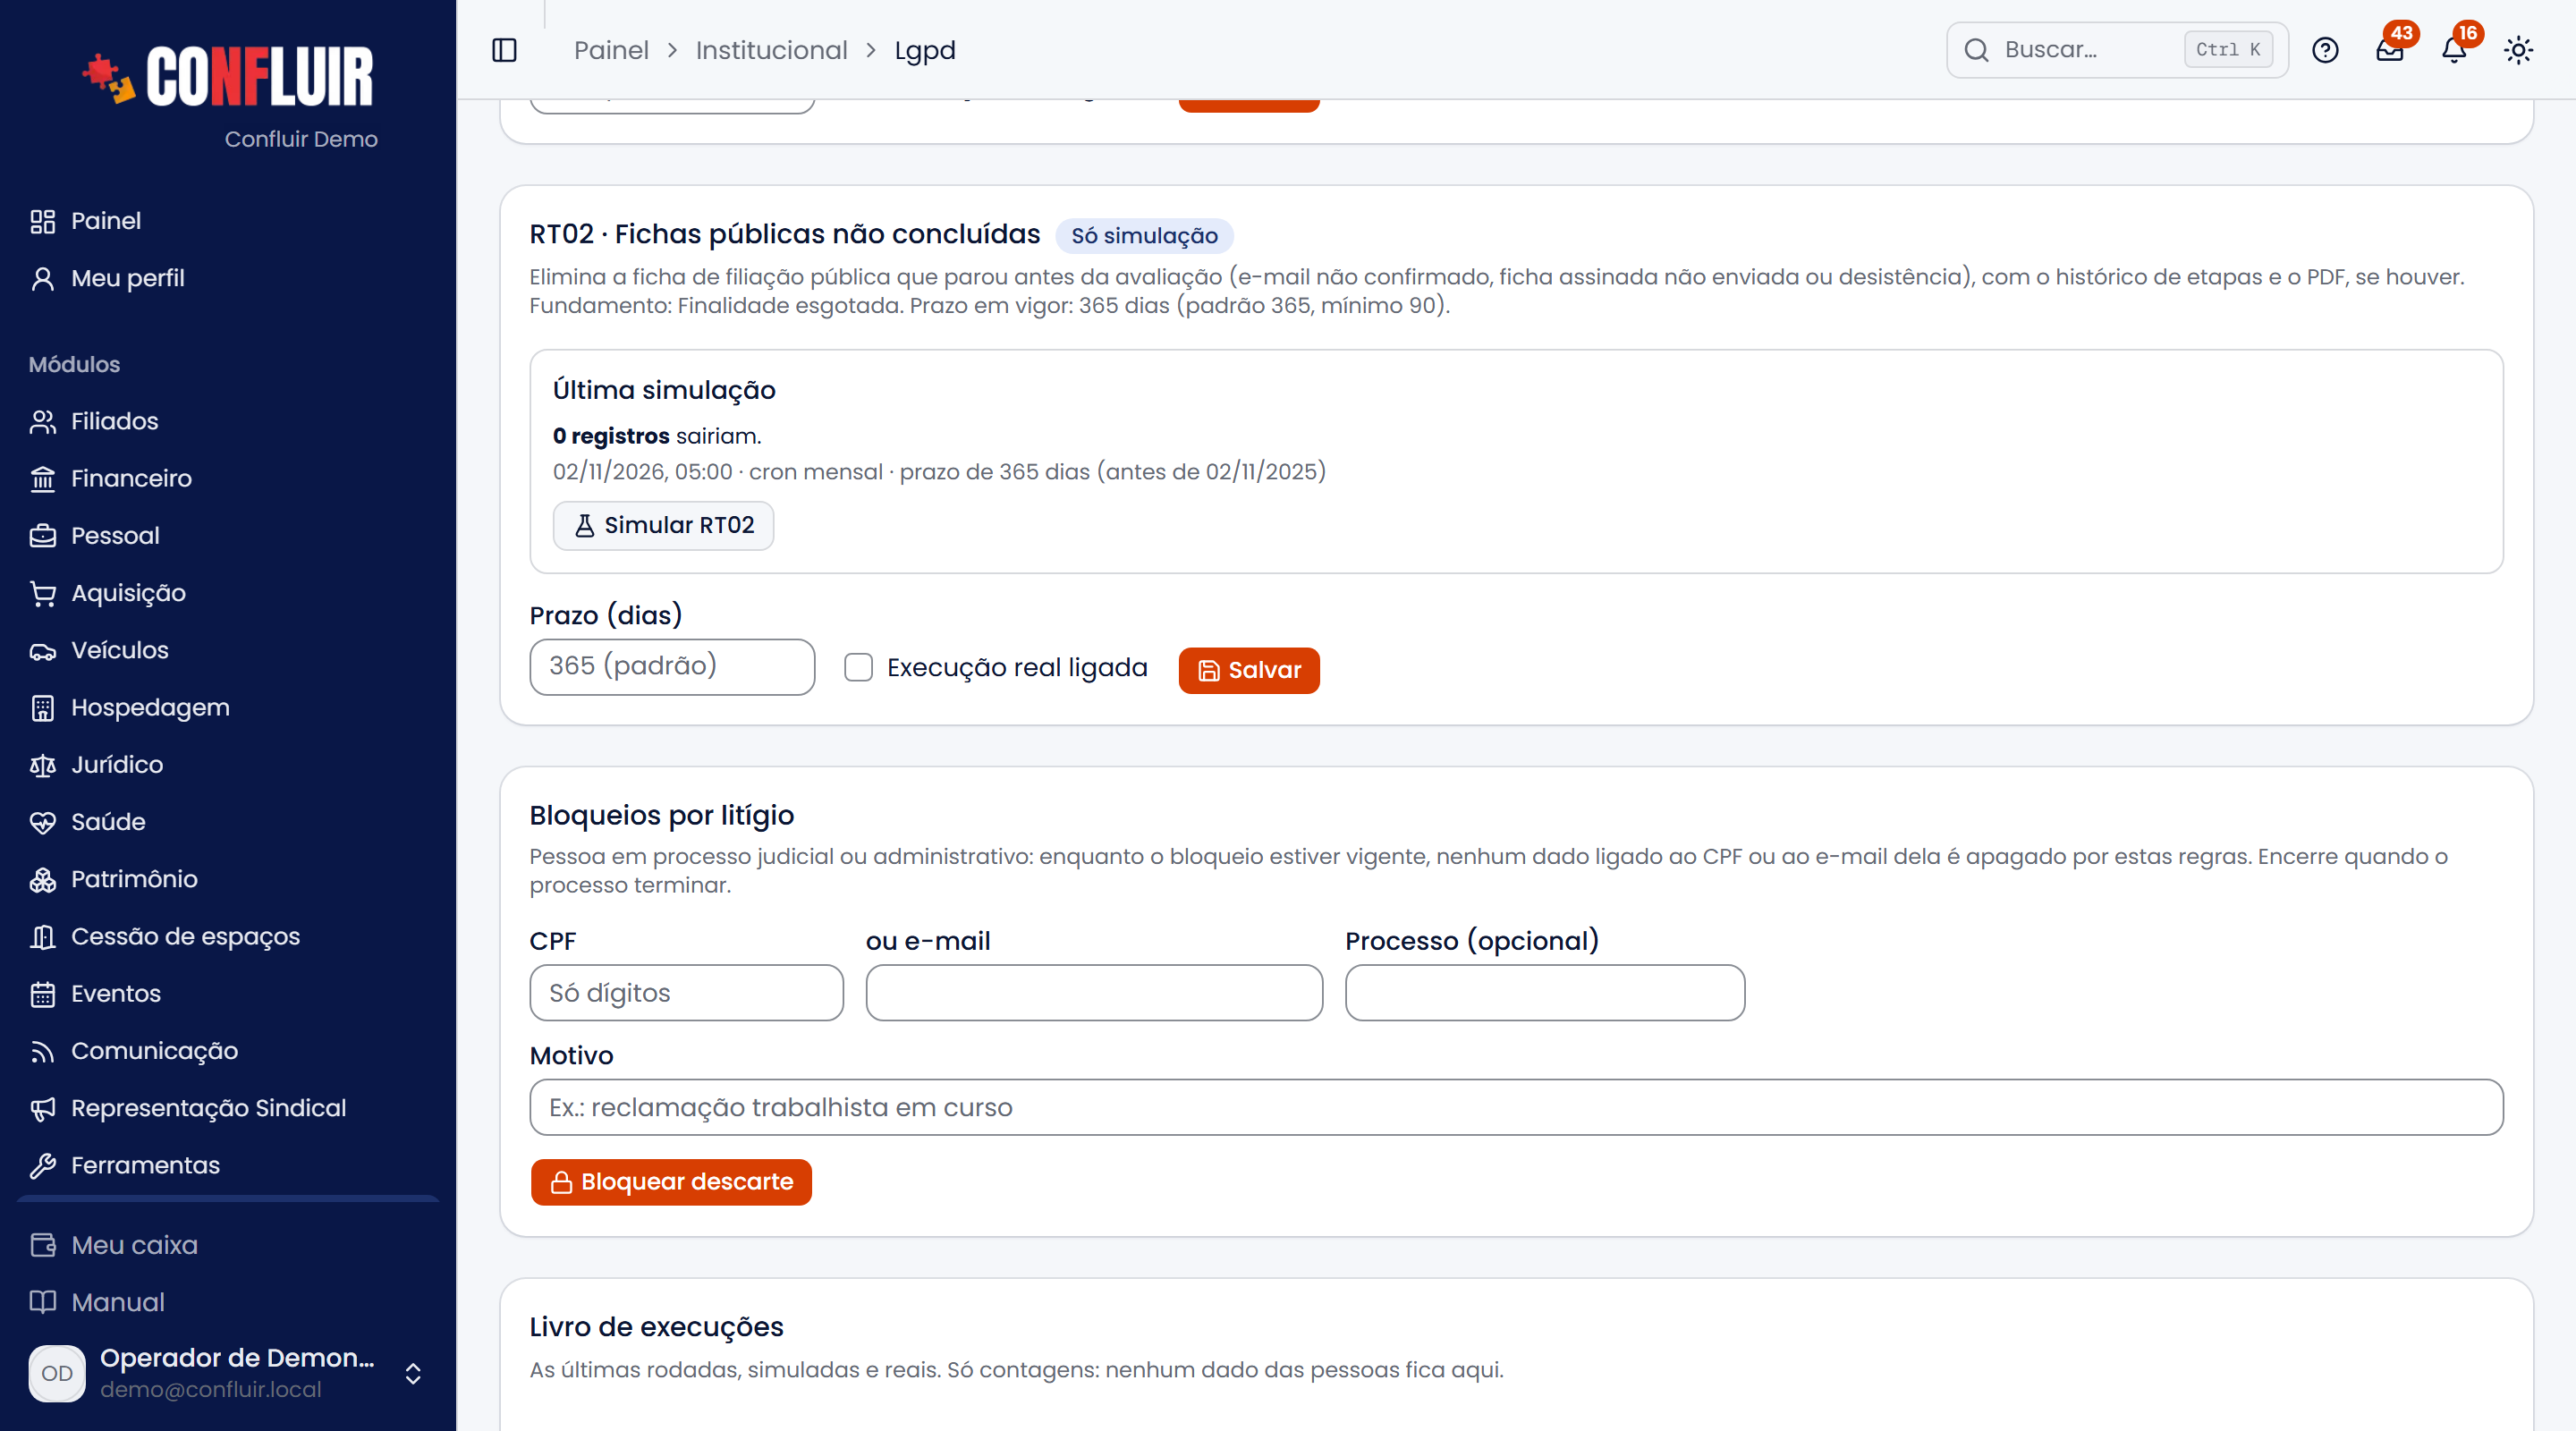 CONFLUIR
Confluir Demo
Painel
Meu perfil
Módulos
Filiados
Financeiro
Pessoal
Aquisição
Veículos
Hospedagem
Jurídico
Saúde
Patrimônio
Cessão de espaços
Eventos
Comunicação
Representação Sindical
Ferramentas
Meu caixa
Manual
OD
Operador de Demon...
demo@confluir.local
Painel > Institucional > Lgpd
Buscar... Ctrl K
43
16
RT02 · Fichas públicas não concluídas Só simulação
Elimina a ficha de filiação pública que parou antes da avaliação (e-mail não confirmado, ficha assinada não enviada ou desistência), com o histórico de etapas e o PDF, se houver.
Fundamento: Finalidade esgotada. Prazo em vigor: 365 dias (padrão 365, mínimo 90).
Última simulação
0 registros sairiam.
02/11/2026, 05:00 · cron mensal · prazo de 365 dias (antes de 02/11/2025)
Simular RT02
Prazo (dias)
365 (padrão) Execução real ligada Salvar
Bloqueios por litígio
Pessoa em processo judicial ou administrativo: enquanto o bloqueio estiver vigente, nenhum dado ligado ao CPF ou ao e-mail dela é apagado por estas regras. Encerre quando o
processo terminar.
CPF ou e-mail Processo (opcional)
Só dígitos
Motivo
Ex.: reclamação trabalhista em curso
Bloquear descarte
Livro de execuções
As últimas rodadas, simuladas e reais. Só contagens: nenhum dado das pessoas fica aqui.